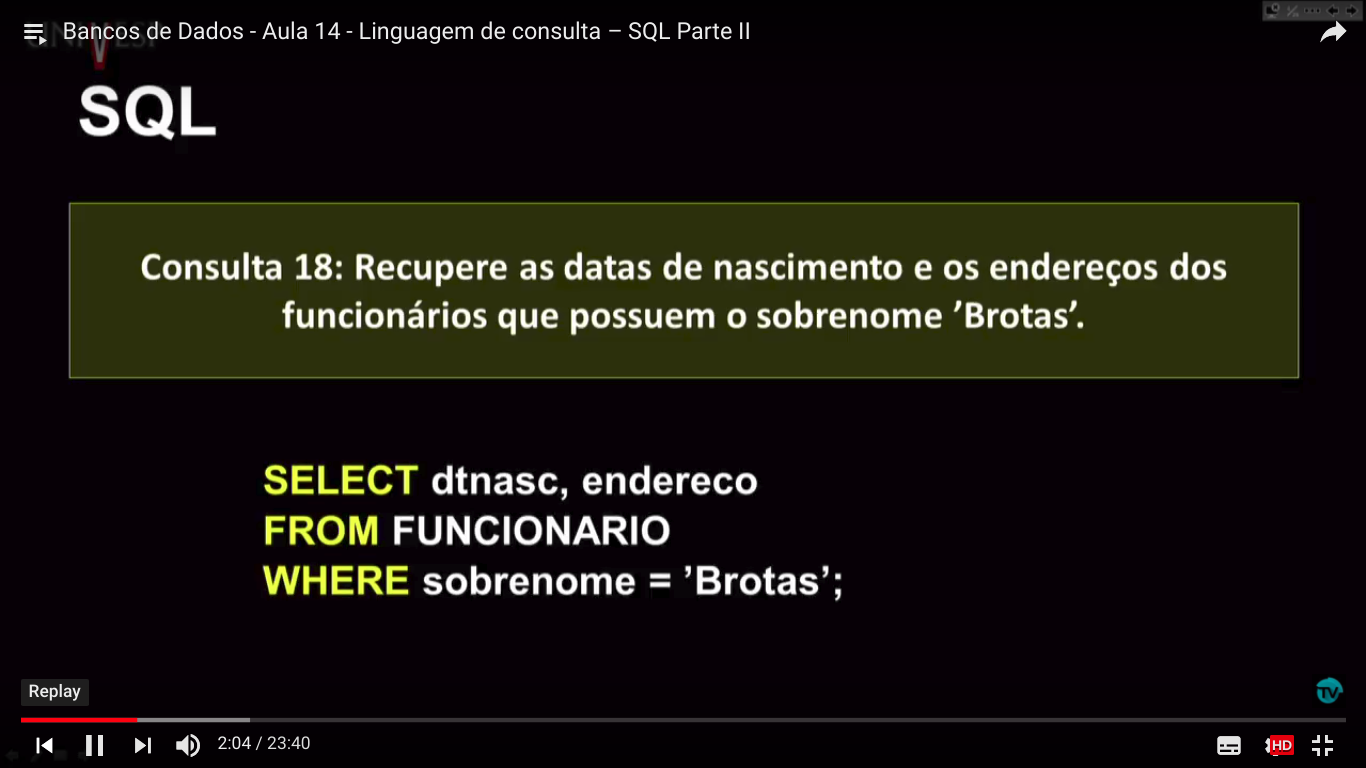 Bancos de Dados - Aula 14 - Linguagem de consulta – SQL Parte II
SQL
Consulta 18: Recupere as datas de nascimento e os endereços dos
funcionários que possuem o sobrenome ’Brotas’.
SELECT dtnasc, endereco
FROM FUNCIONARIO
WHERE sobrenome = ’Brotas’;
Replay
TV
2:04 / 23:40
HD